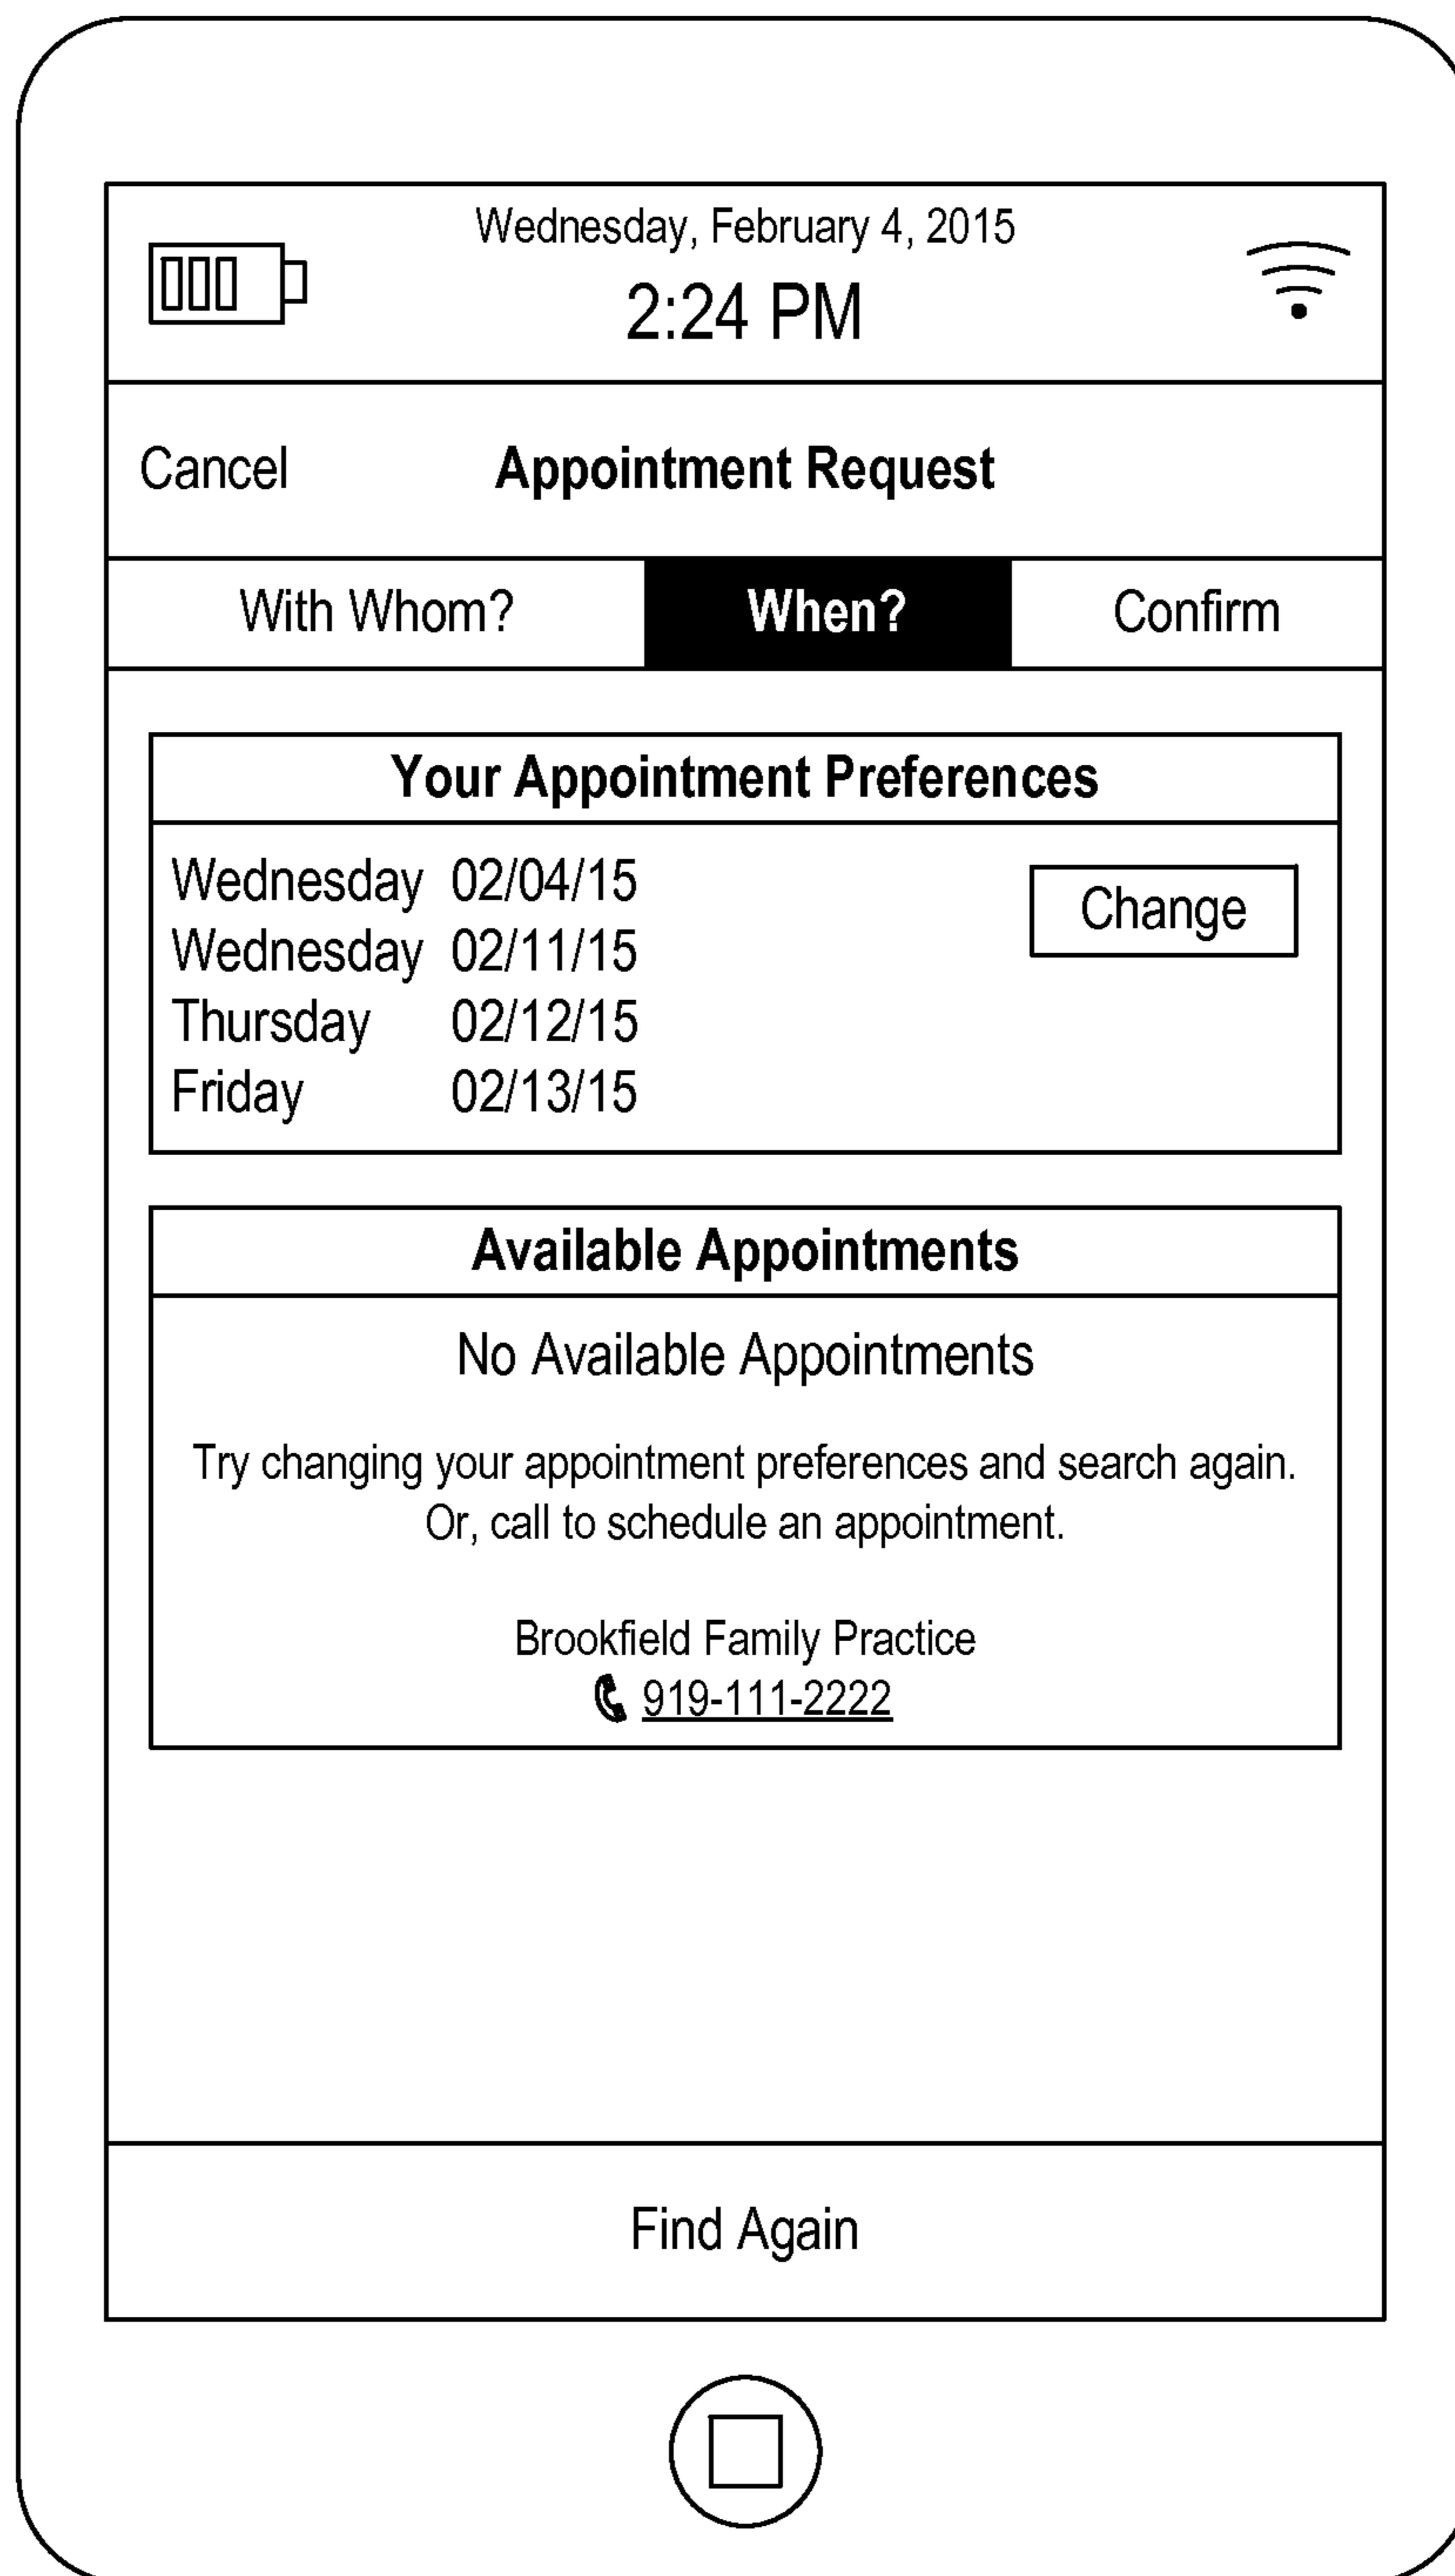 Wednesday, February 4, 2015
2:24 PM
Cancel Appointment Request
With Whom? When? Confirm
Your Appointment Preferences
Wednesday 02/04/15 Change
Wednesday 02/11/15
Thursday 02/12/15
Friday 02/13/15
Available Appointments
No Available Appointments
Try changing your appointment preferences and search again.
Or, call to schedule an appointment.
Brookfield Family Practice
919-111-2222
Find Again